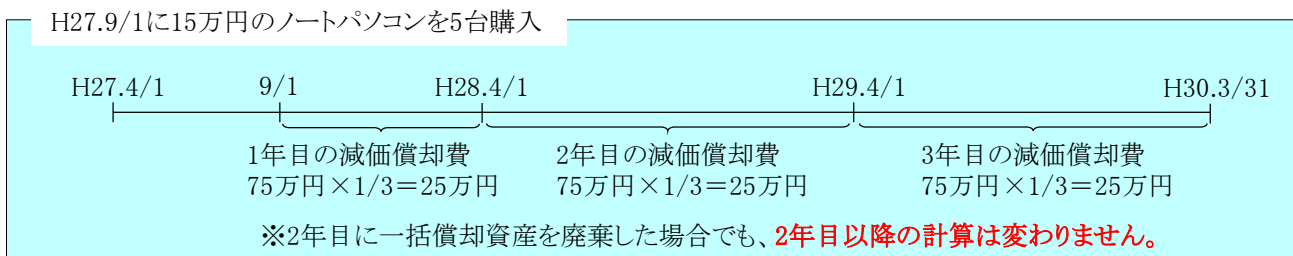 H27.9/1に15万円のノートパソコンを5台購入
H27.4/1 9/1 H28.4/1 H29.4/1 H30.3/31
1年目の減価償却費 2年目の減価償却費 3年目の減価償却費
75万円×1/3＝25万円 75万円×1/3＝25万円 75万円×1/3＝25万円
※2年目に一括償却資産を廃棄した場合でも、2年目以降の計算は変わりません。